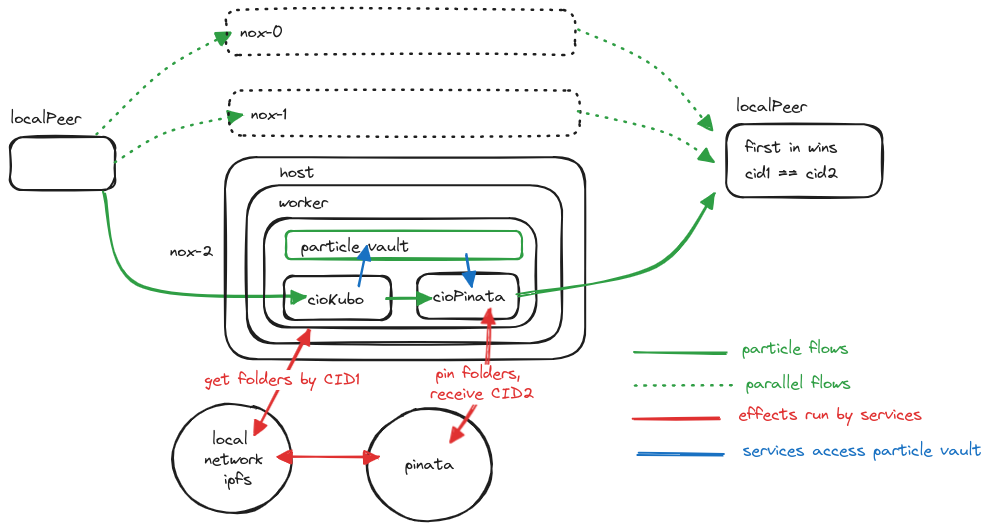 nox-0
nox-1
localPeer
localPeer
first in wins
cid1 == cid2
host
worker
nox-2
particle vault
cioKubo
cioPinata
get folders by CID1
pin folders,
receive CID2
local
network
ipfs
pinata
particle flows
parallel flows
effects run by services
services access particle vault